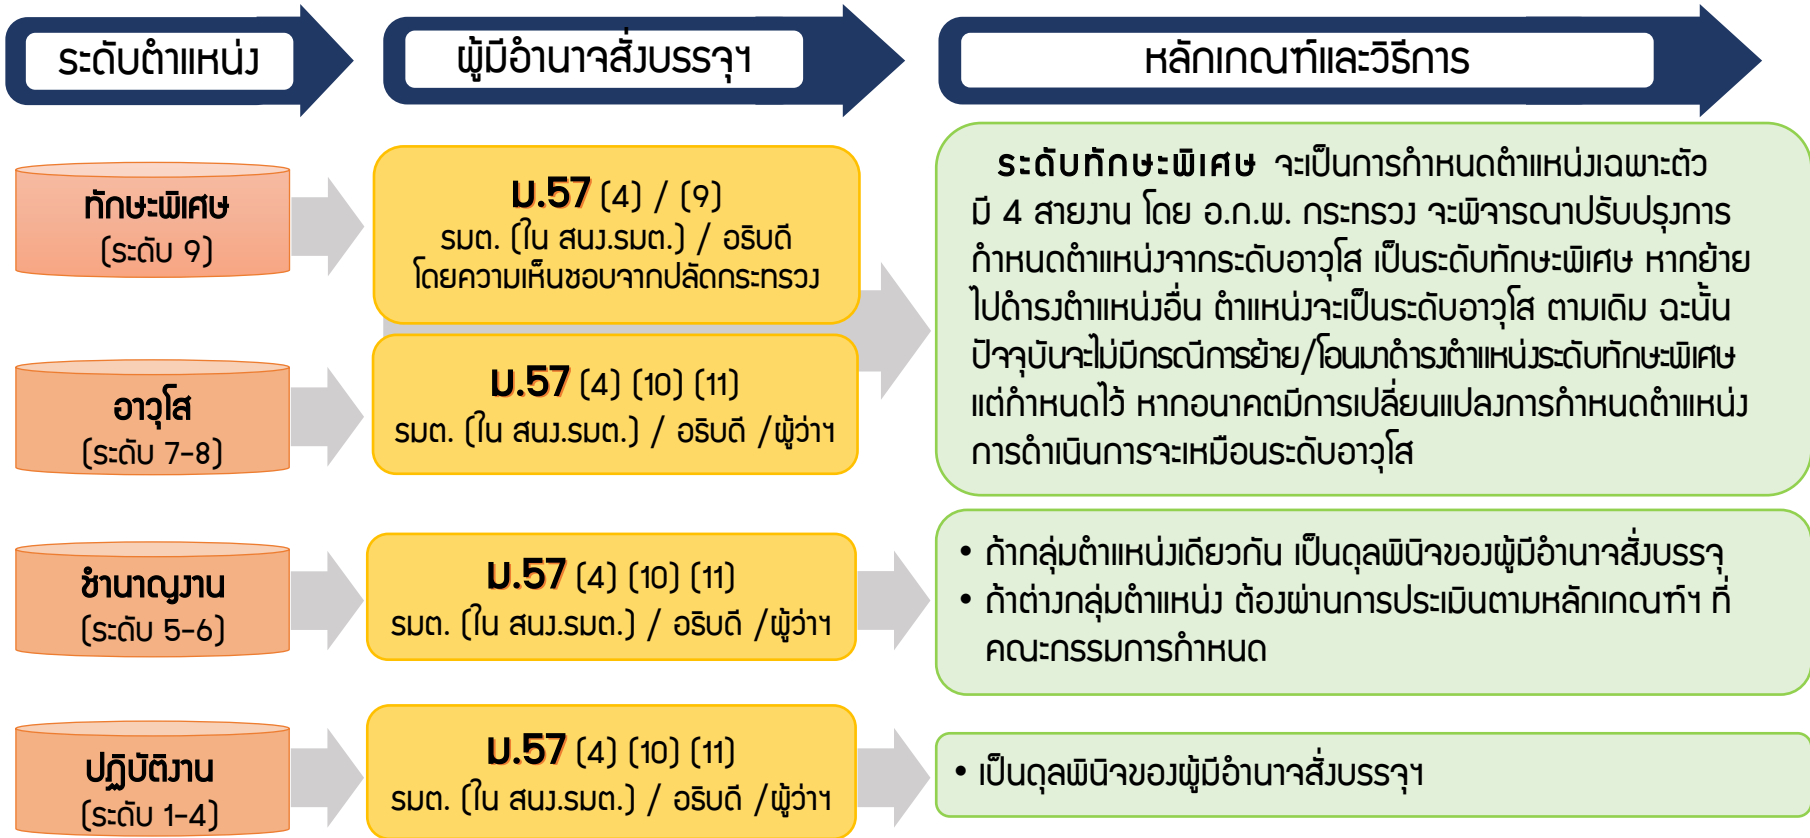 ระดับตำแหน่ง
ผู้มีอำนาจสั่งบรรจุฯ
หลักเกณฑ์และวิธีการ
ทักษะพิเศษ
(ระดับ 9)
ม.57 (4) / (9)
รมต. (ใน สนง.รมต.) / อธิบดี
โดยความเห็นชอบจากปลัดกระทรวง
อาวุโส
(ระดับ 7-8)
ม.57 (4) (10) (11)
รมต. (ใน สนง.รมต.) / อธิบดี /ผู้ว่าฯ
ระดับทักษะพิเศษ จะเป็นการกำหนดตำแหน่งเฉพาะตัว
มี 4 สายงาน โดย อ.ก.พ. กระทรวง จะพิจารณาปรับปรุงการ
กำหนดตำแหน่งจากระดับอาวุโส เป็นระดับทักษะพิเศษ หากย้าย
ไปดำรงตำแหน่งอื่น ตำแหน่งจะเป็นระดับอาวุโส ตามเดิม ฉะนั้น
ปัจจุบันจะไม่มีกรณีการย้าย/โอนมาดำรงตำแหน่งระดับทักษะพิเศษ
แต่กำหนดไว้ หากอนาคตมีการเปลี่ยนแปลงการกำหนดตำแหน่ง
การดำเนินการจะเหมือนระดับอาวุโส
ชำนาญงาน
(ระดับ 5-6)
ม.57 (4) (10) (11)
รมต. (ใน สนง.รมต.) / อธิบดี /ผู้ว่าฯ
• ถ้ากลุ่มตำแหน่งเดียวกัน เป็นดุลพินิจของผู้มีอำนาจสั่งบรรจุ
• ถ้าต่างกลุ่มตำแหน่ง ต้องผ่านการประเมินตามหลักเกณฑ์ฯ ที่
คณะกรรมการกำหนด
ปฏิบัติงาน
(ระดับ 1-4)
ม.57 (4) (10) (11)
รมต. (ใน สนง.รมต.) / อธิบดี /ผู้ว่าฯ
• เป็นดุลพินิจของผู้มีอำนาจสั่งบรรจุฯ